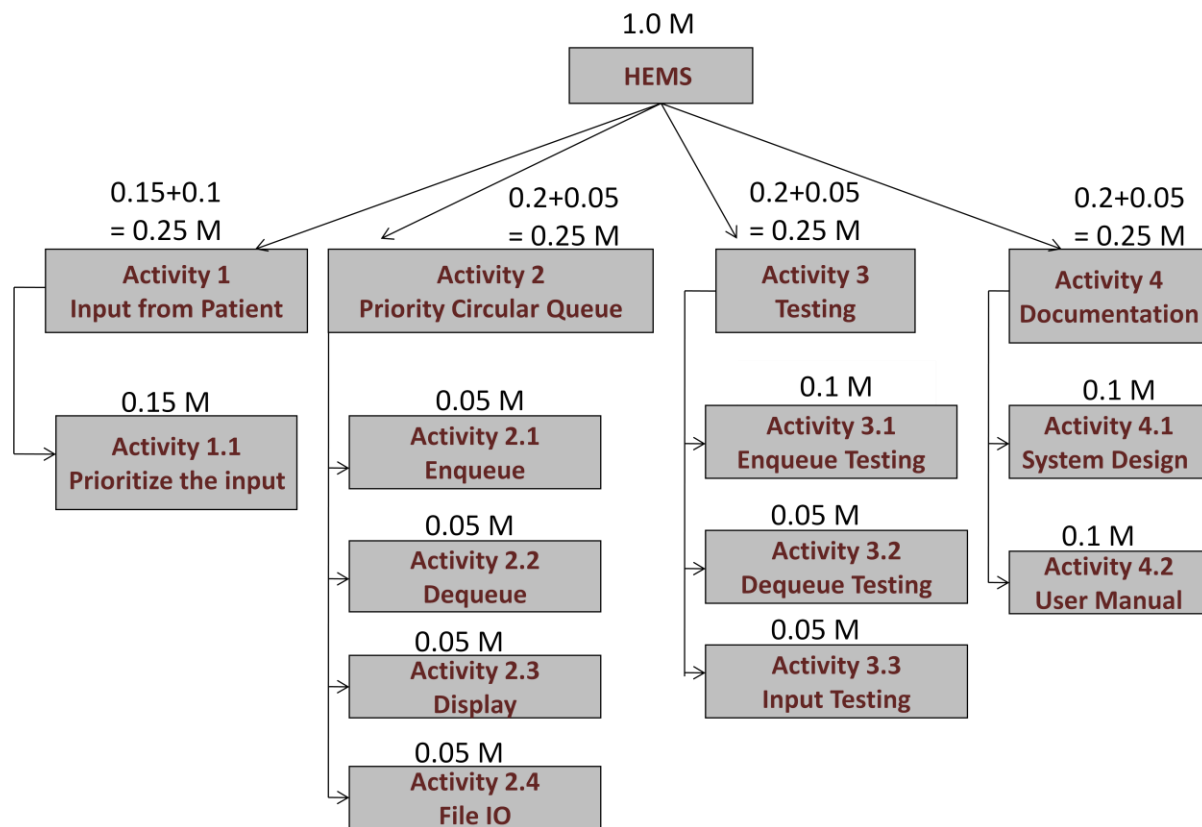 1.0 M
HEMS
0.15+0.1
= 0.25 M
Activity 1
Input from Patient
0.15 M
Activity 1.1
Prioritize the input
0.2+0.05
= 0.25 M
Activity 2
Priority Circular Queue
0.05 M
Activity 2.1
Enqueue
0.05 M
Activity 2.2
Dequeue
0.05 M
Activity 2.3
Display
0.05 M
Activity 2.4
File IO
0.2+0.05
= 0.25 M
Activity 3
Testing
0.1 M
Activity 3.1
Enqueue Testing
0.05 M
Activity 3.2
Dequeue Testing
0.05 M
Activity 3.3
Input Testing
0.2+0.05
= 0.25 M
Activity 4
Documentation
0.1 M
Activity 4.1
System Design
0.1 M
Activity 4.2
User Manual